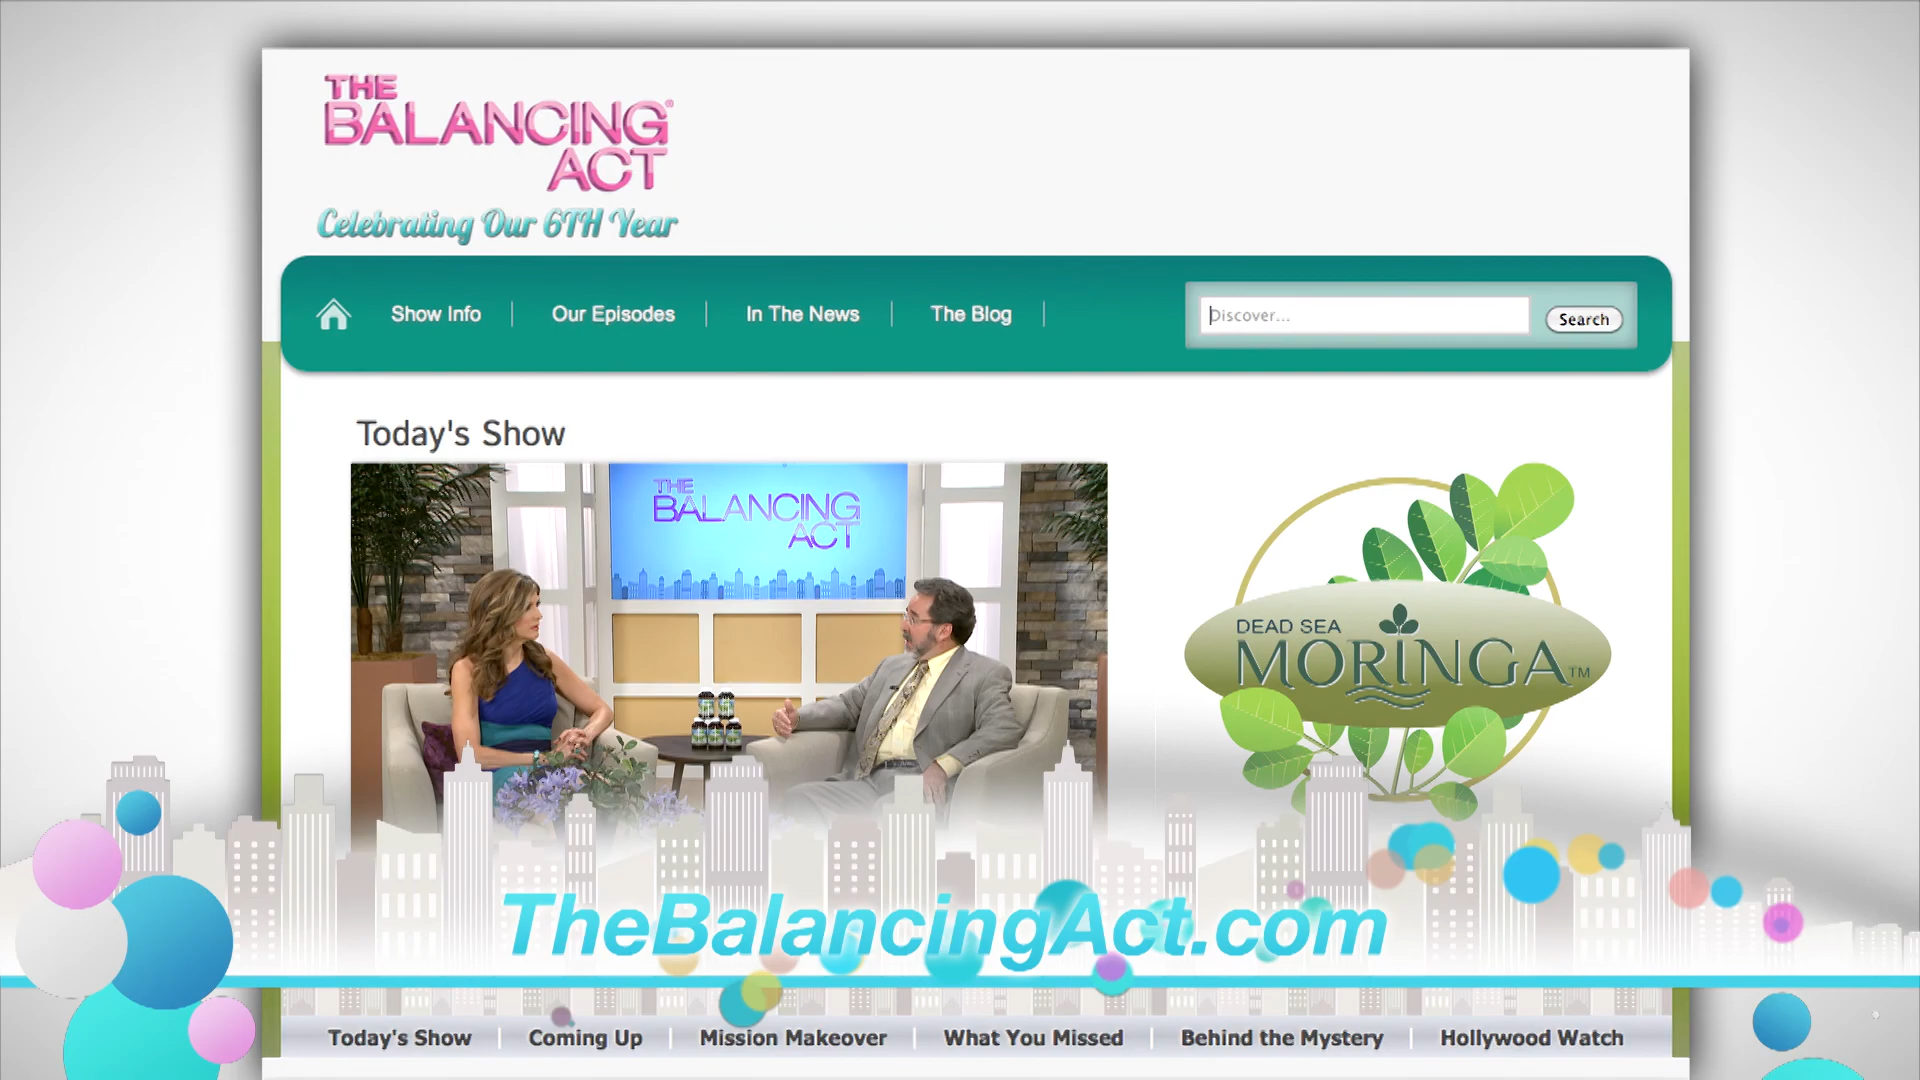 THE
BALANCING®
ACT
Celebrating Our 6TH Year
Show Info
Our Episodes
In The News
The Blog
Discover...
Search
Today's Show
THE
BALANCING
ACT
DEAD SEA
MORINGA™
TheBalancingAct.com
Today's Show
Coming Up
Mission Makeover
What You Missed
Behind the Mystery
Hollywood Watch